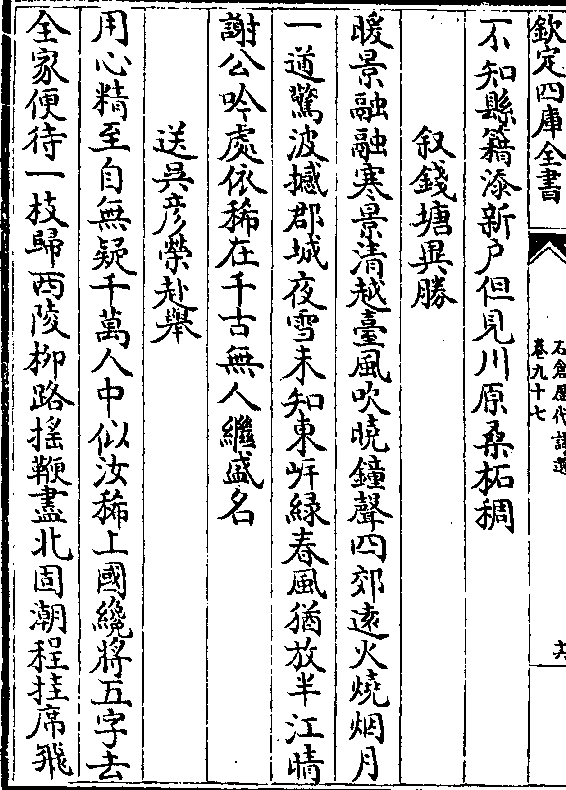 欽定四庫全書
石倉歷代詩選
卷九十七
六
不知縣籍添新戶但見川原桑柘稠
叙錢塘異勝
暖景融融寒景清越臺風吹曉鐘聲四郊逺火燒烟月
一道驚波撼郡城夜雪未知東岸緑春風猶放半江晴
謝公吟處依稀在千古無人繼盛名
送吳彦榮赴舉
用心精至自無疑千萬人中似汝稀上國纔將五字去
全家便待一枝歸西陵栁路摇鞭盡北固潮程挂席飛